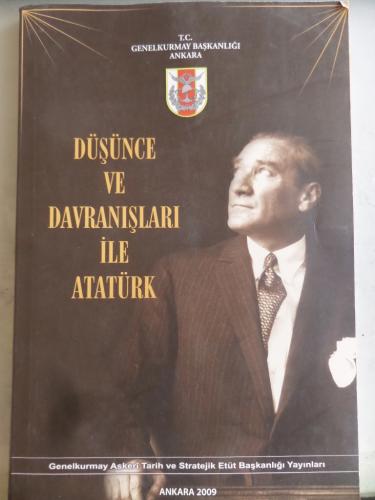 T.C.
GENELKURMAY BAŞKANLIĞI
ANKARA
DÜŞÜNCE
VE
DAVRANIŞLARI
İLE
ATATÜRK
Genelkurmay Askeri Tarih ve Stratejik Etüt Başkanlığı Yayınları
ANKARA 2009